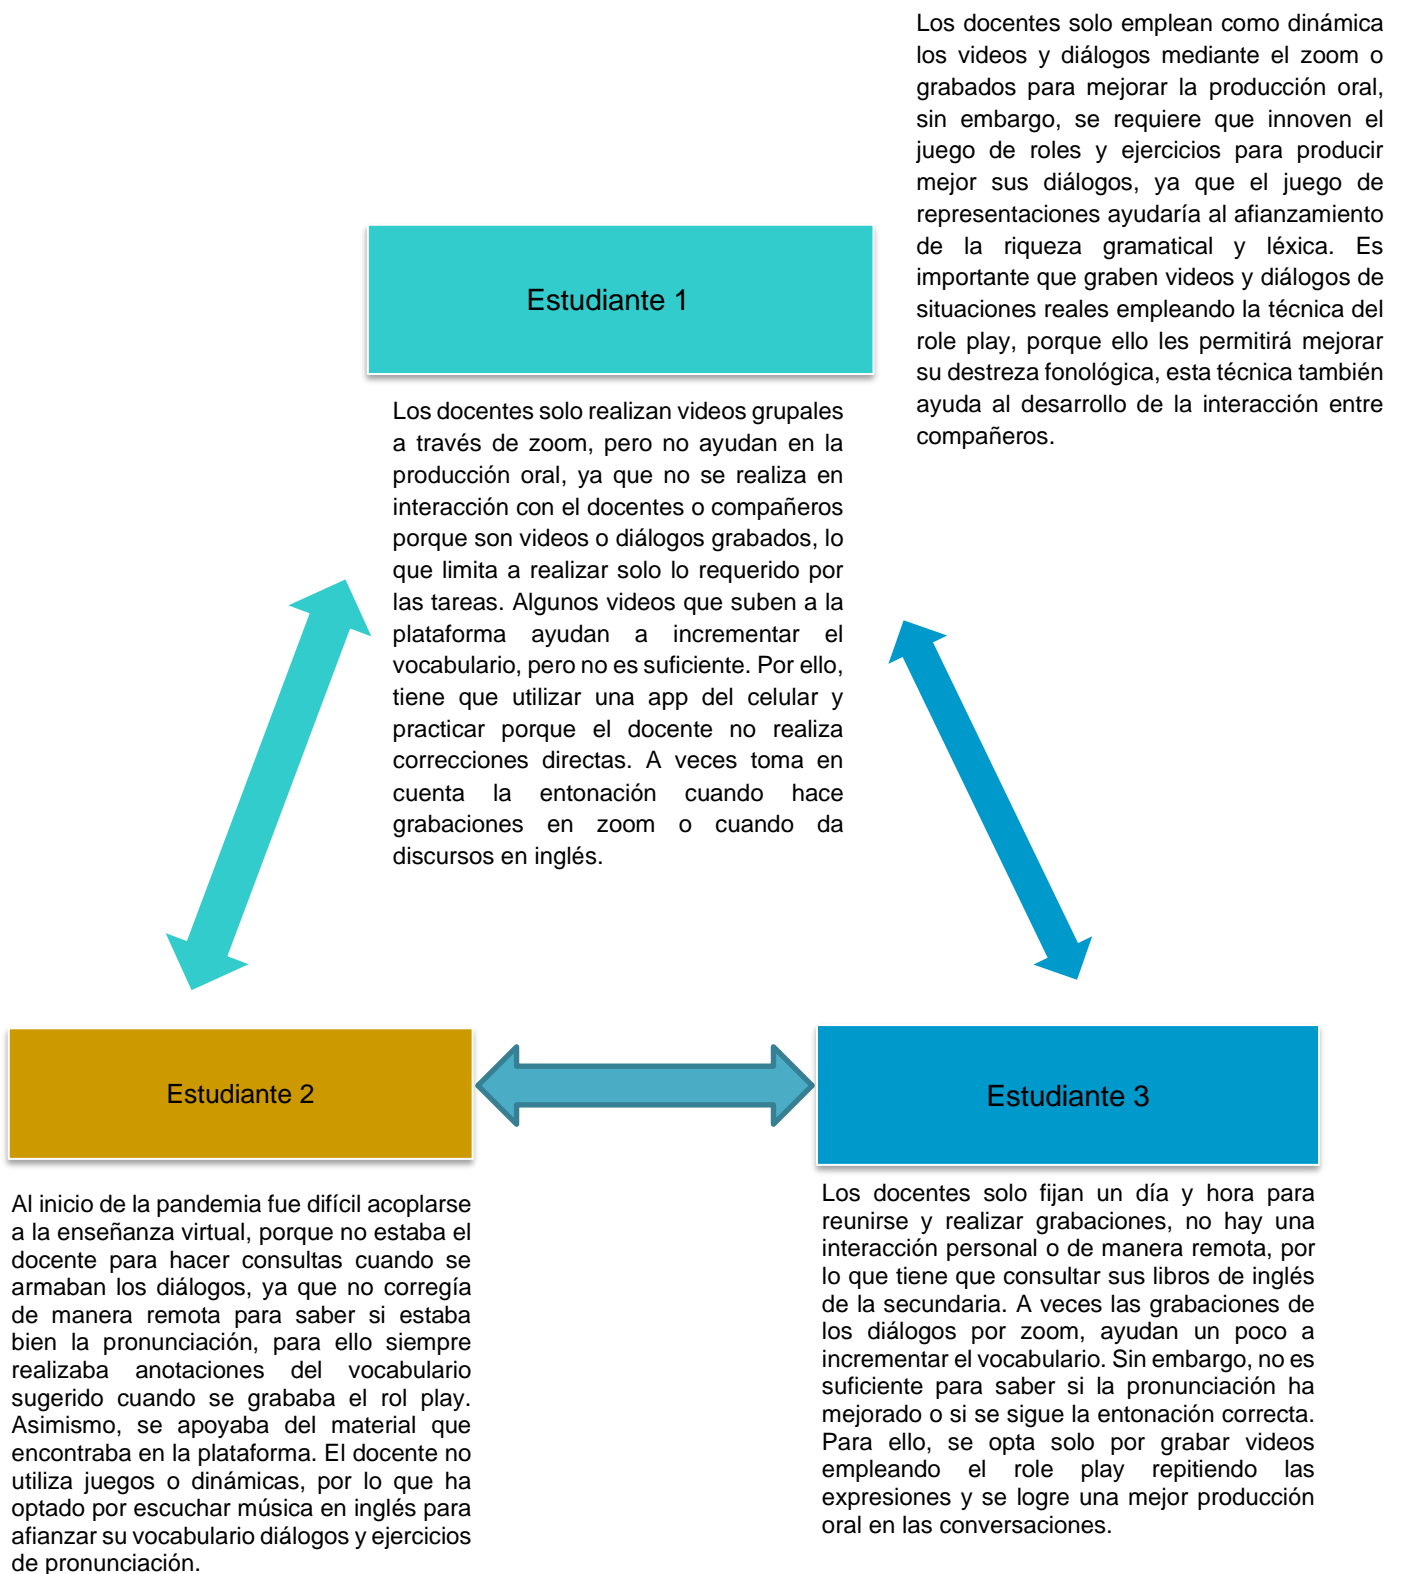 Los docentes solo emplean como dinámica
los videos y diálogos mediante el zoom o
grabados para mejorar la producción oral,
sin embargo, se requiere que innoven el
juego de roles y ejercicios para producir
mejor sus diálogos, ya que el juego de
representaciones ayudaría al afianzamiento
de la riqueza gramatical y léxica. Es
importante que graben videos y diálogos de
situaciones reales empleando la técnica del
role play, porque ello les permitirá mejorar
su destreza fonológica, esta técnica también
ayuda al desarrollo de la interacción entre
compañeros.
Estudiante 1
Los docentes solo realizan videos grupales
a través de zoom, pero no ayudan en la
producción oral, ya que no se realiza en
interacción con el docentes o compañeros
porque son videos o diálogos grabados, lo
que limita a realizar solo lo requerido por
las tareas. Algunos videos que suben a la
plataforma ayudan a incrementar el
vocabulario, pero no es suficiente. Por ello,
tiene que utilizar una app del celular y
practicar porque el docente no realiza
correcciones directas. A veces toma en
cuenta la entonación cuando hace
grabaciones en zoom o cuando da
discursos en inglés.
Estudiante 2
Al inicio de la pandemia fue difícil acoplarse
a la enseñanza virtual, porque no estaba el
docente para hacer consultas cuando se
armaban los diálogos, ya que no corregía
de manera remota para saber si estaba
bien la pronunciación, para ello siempre
realizaba anotaciones del vocabulario
sugerido cuando se grababa el rol play.
Asimismo, se apoyaba del material que
encontraba en la plataforma. El docente no
utiliza juegos o dinámicas, por lo que ha
optado por escuchar música en inglés para
afianzar su vocabulario diálogos y ejercicios
de pronunciación.
Estudiante 3
Los docentes solo fijan un día y hora para
reunirse y realizar grabaciones, no hay una
interacción personal o de manera remota, por
lo que tiene que consultar sus libros de inglés
de la secundaria. A veces las grabaciones de
los diálogos por zoom, ayudan un poco a
incrementar el vocabulario. Sin embargo, no es
suficiente para saber si la pronunciación ha
mejorado o si se sigue la entonación correcta.
Para ello, se opta solo por grabar videos
empleando el role play repitiendo las
expresiones y se logre una mejor producción
oral en las conversaciones.